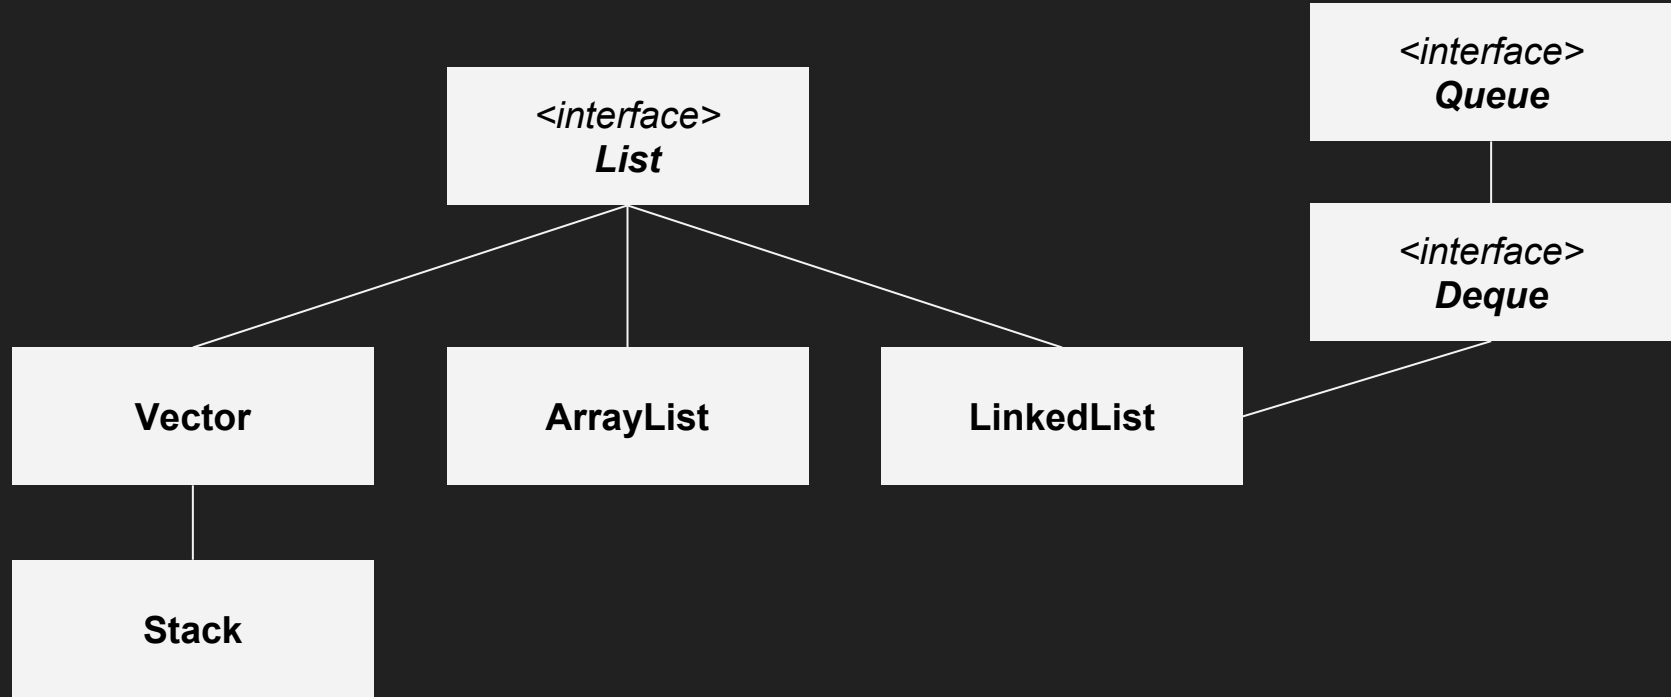 <interface>
Queue
<interface>
List
<interface>
Deque
Vector
ArrayList
LinkedList
Stack